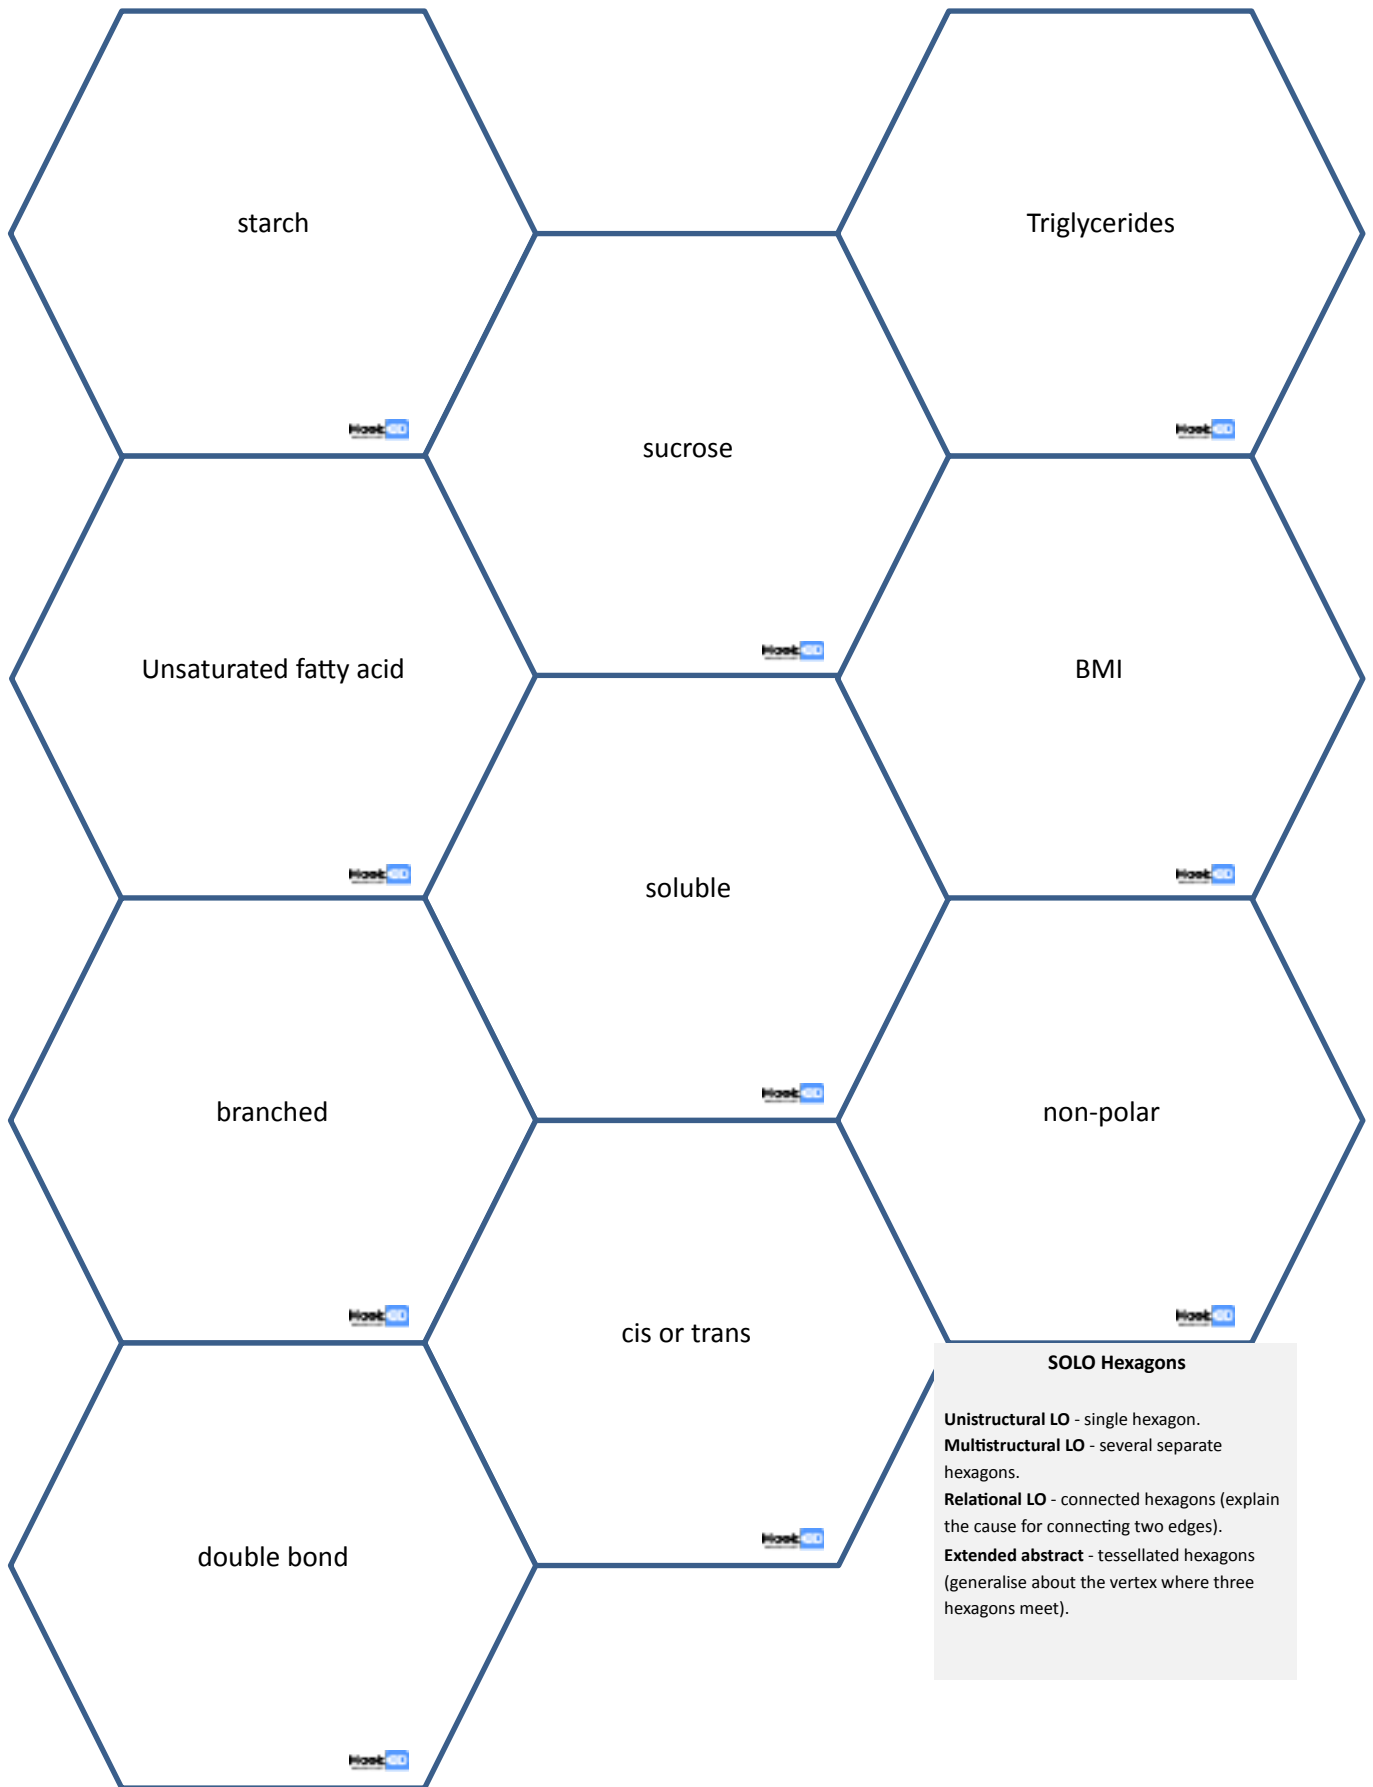 starch
Triglycerides
sucrose
Unsaturated fatty acid
BMI
soluble
branched
non-polar
cis or trans
double bond
SOLO Hexagons
Unistructural LO - single hexagon.
Multistructural LO - several separate
hexagons.
Relational LO - connected hexagons (explain
the cause for connecting two edges).
Extended abstract - tessellated hexagons
(generalise about the vertex where three
hexagons meet).